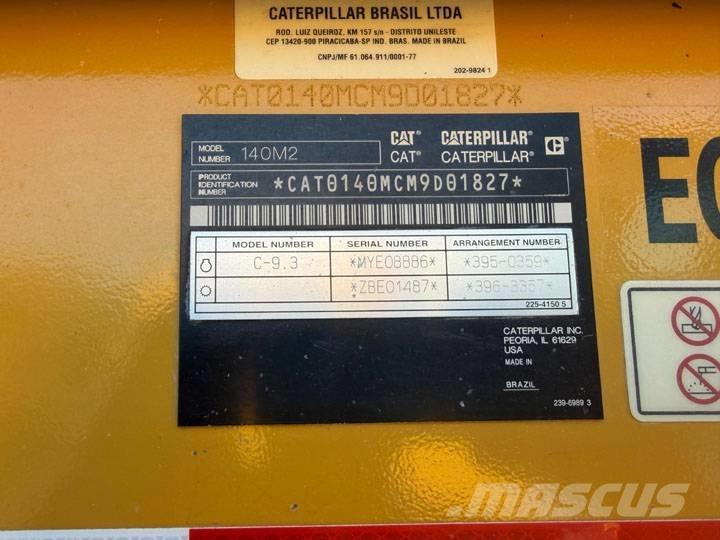 CATERPILLAR BRASIL LTDA
ROD. LUIZ QUEIROZ, KM 157 s/n - DISTRITO UNILESTE
CEP 13420-900 PIRACICABA-SP IND. BRAS. MADE IN BRAZIL
CNPJ/MF 61.064.911/0001-77
202-9824 1
*CAT0140MCM9D01827*
MODEL NUMBER 140M2
CAT® CATERPILLAR®
CAT® CATERPILLAR®
PRODUCT IDENTIFICATION NUMBER *CAT0140MCM9D01827*
MODEL NUMBER SERIAL NUMBER ARRANGEMENT NUMBER
C-9.3 *MYE08886* *395-0359*
*ZBE01487* *396-3357*
225-4150 5
CATERPILLAR INC.
PEORIA, IL 61629
USA
MADE IN
BRAZIL
239-6989 3
MASCUS